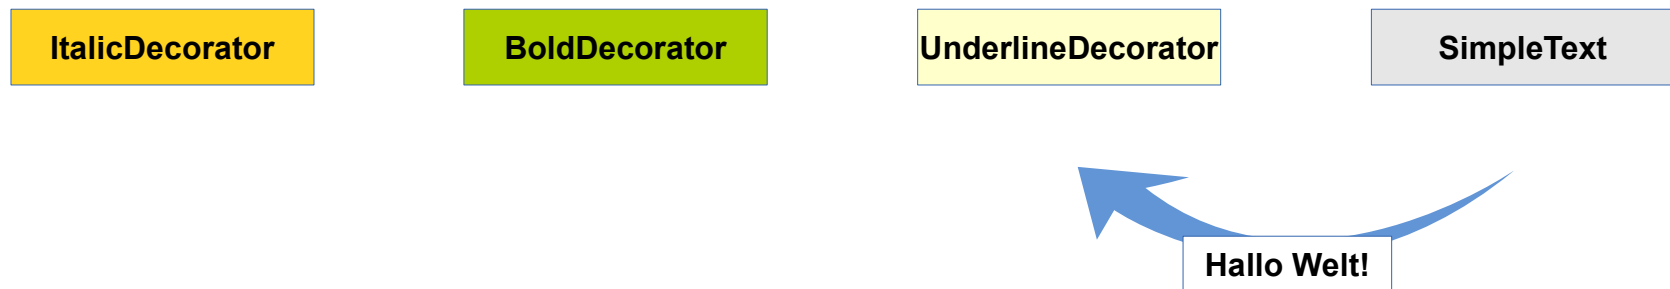 ItalicDecorator
BoldDecorator
UnderlineDecorator
SimpleText
Hallo Welt!